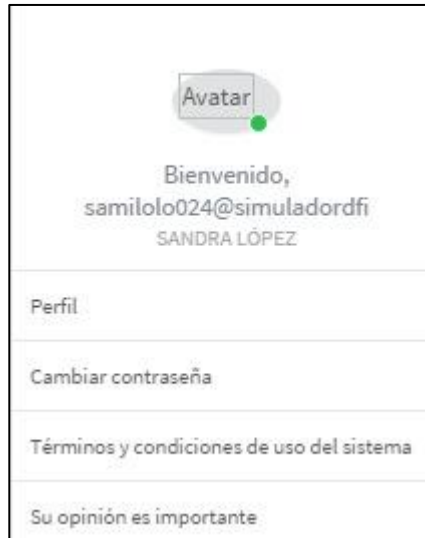 Avatar
Bienvenido,
samilolo024@simuladordfi
SANDRA LÓPEZ
Perfil
Cambiar contraseña
Términos y condiciones de uso del sistema
Su opinión es importante